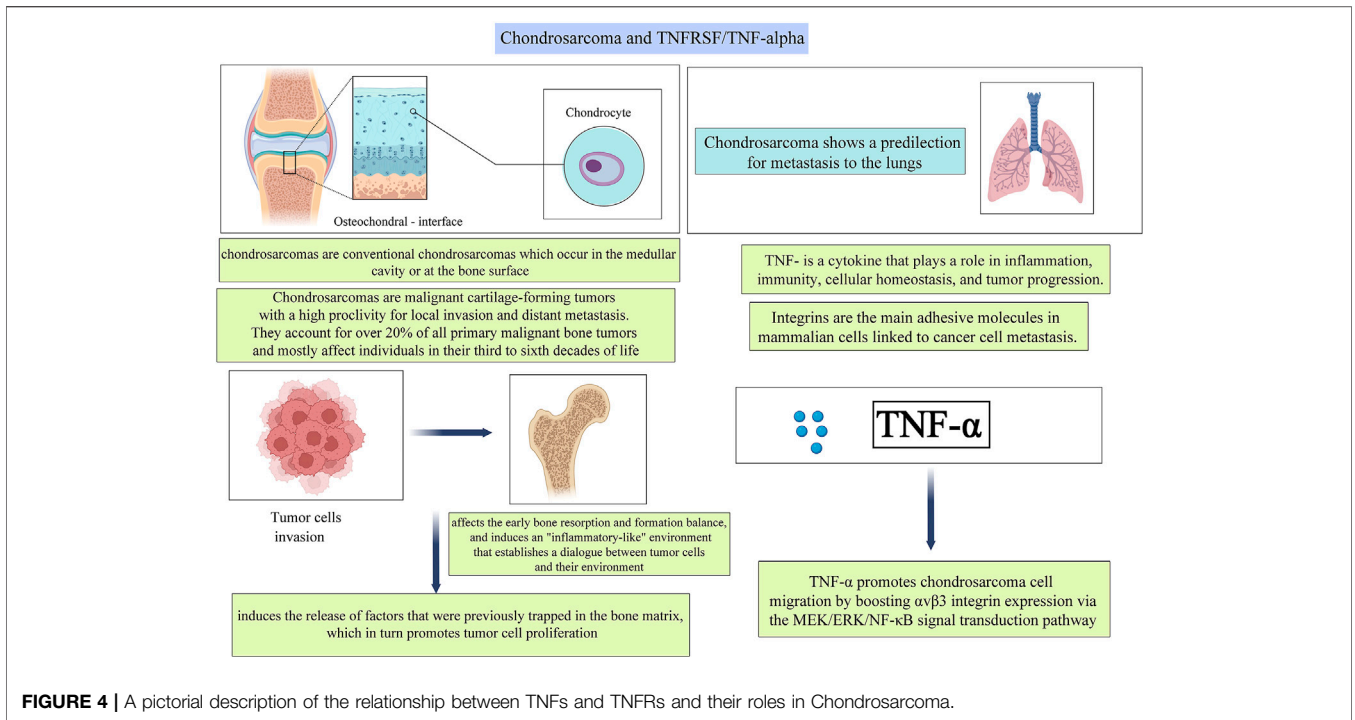 Chondrosarcoma and TNFRSF/TNF-alpha
Chondrocyte
Osteochondral - interface
chondrosarcomas are conventional chondrosarcomas which occur in the medullar
cavity or at the bone surface
Chondrosarcomas are malignant cartilage-forming tumors
with a high proclivity for local invasion and distant metastasis.
They account for over 20% of all primary malignant bone tumors
and mostly affect individuals in their third to sixth decades of life
Tumor cells
invasion
affects the early bone resorption and formation balance,
and induces an "inflammatory-like" environment
that establishes a dialogue between tumor cells
and their environment
induces the release of factors that were previously trapped in the bone matrix,
which in turn promotes tumor cell proliferation
Chondrosarcoma shows a predilection
for metastasis to the lungs
TNF- is a cytokine that plays a role in inflammation,
immunity, cellular homeostasis, and tumor progression.
Integrins are the main adhesive molecules in
mammalian cells linked to cancer cell metastasis.
TNF-α
TNF-α promotes chondrosarcoma cell
migration by boosting αvβ3 integrin expression via
the MEK/ERK/NF-κB signal transduction pathway
FIGURE 4 | A pictorial description of the relationship between TNFs and TNFRs and their roles in Chondrosarcoma.